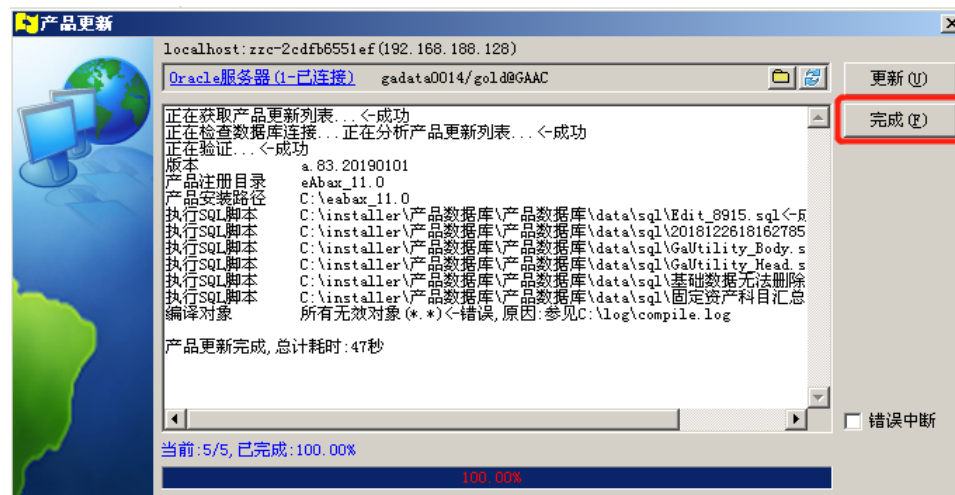 产品更新
localhost:zzc-2cdfb6551ef(192.168.188.128)
Oracle服务器(1-已连接) gadata0014/gold@GAAC
更新(U)
完成(F)
正在获取产品更新列表...<-成功
正在检查数据库连接...正在分析产品更新列表...<-成功
正在验证...<-成功
版本 a.83.20190101
产品注册目录 eAbax_11.0
产品安装路径 C:\eabax_11.0
执行SQL脚本 C:\installer\产品数据库\产品数据库\data\sql\Edit_8915.sql<-
执行SQL脚本 C:\installer\产品数据库\产品数据库\data\sql\2018122618162785
执行SQL脚本 C:\installer\产品数据库\产品数据库\data\sql\GaUtility_Body.s
执行SQL脚本 C:\installer\产品数据库\产品数据库\data\sql\GaUtility_Head.s
执行SQL脚本 C:\installer\产品数据库\产品数据库\data\sql\基础数据无法删除
执行SQL脚本 C:\installer\产品数据库\产品数据库\data\sql\固定资产科目汇总
编译对象 所有无效对象(*.*)<-错误,原因:参见C:\log\compile.log
产品更新完成,总计耗时:47秒
错误中断
当前:5/5,已完成:100.00%
100.00%